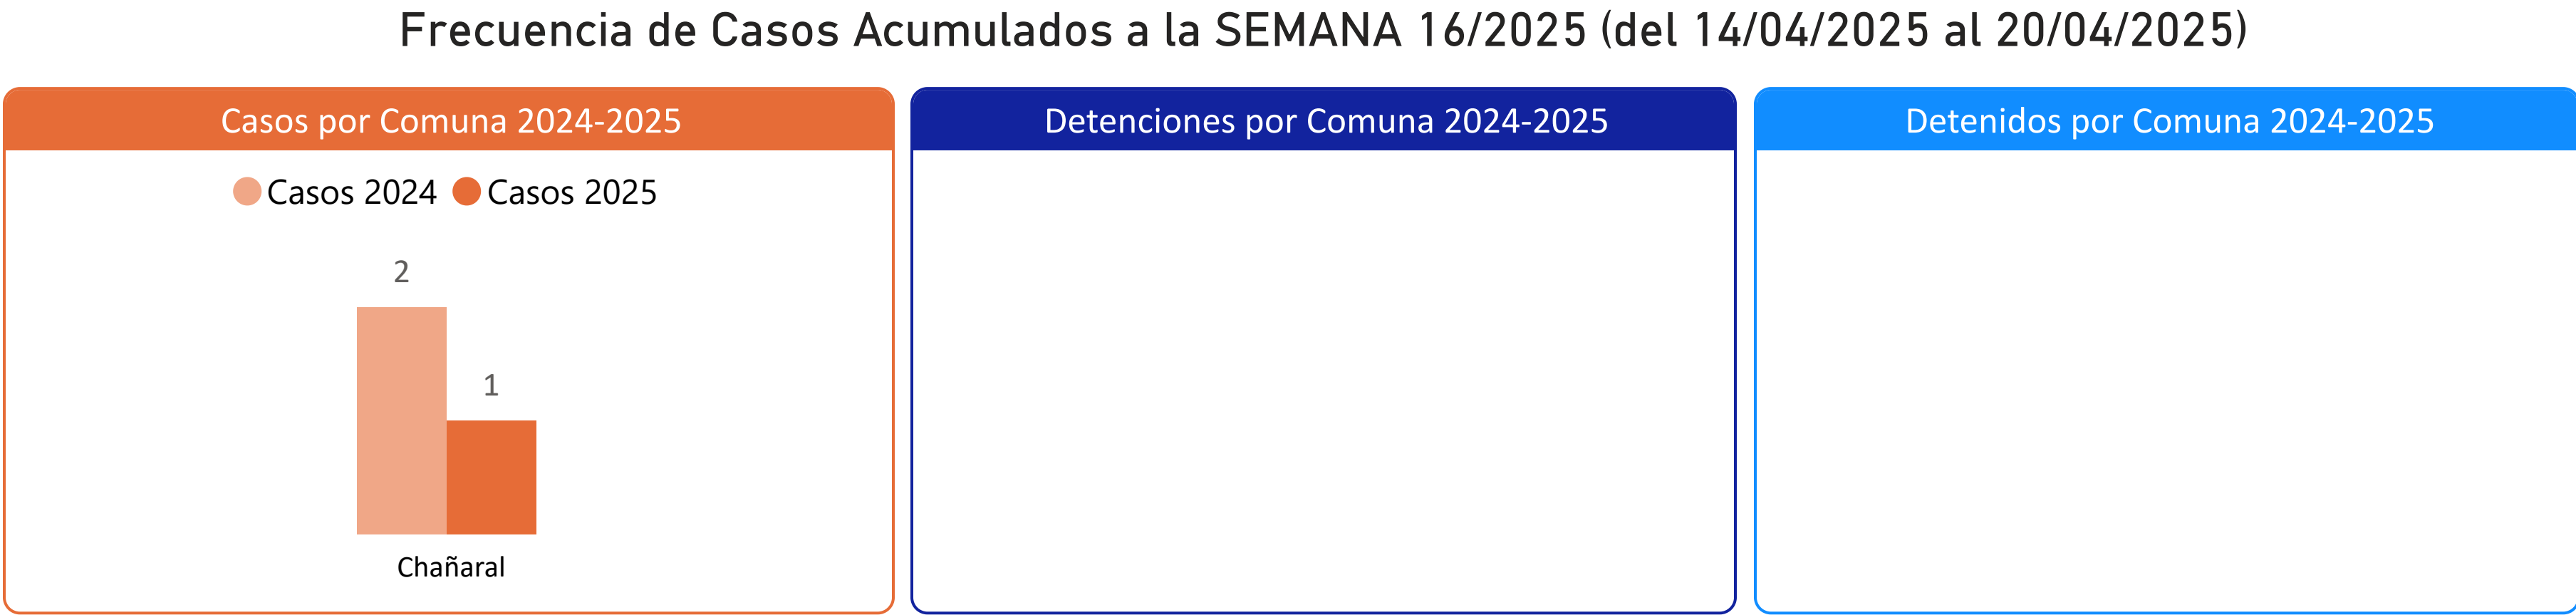 Frecuencia de Casos Acumulados a la SEMANA 16/2025 (del 14/04/2025 al 20/04/2025)
Casos por Comuna 2024-2025
Casos 2024 Casos 2025
2
1
Chañaral
Detenciones por Comuna 2024-2025
Detenidos por Comuna 2024-2025